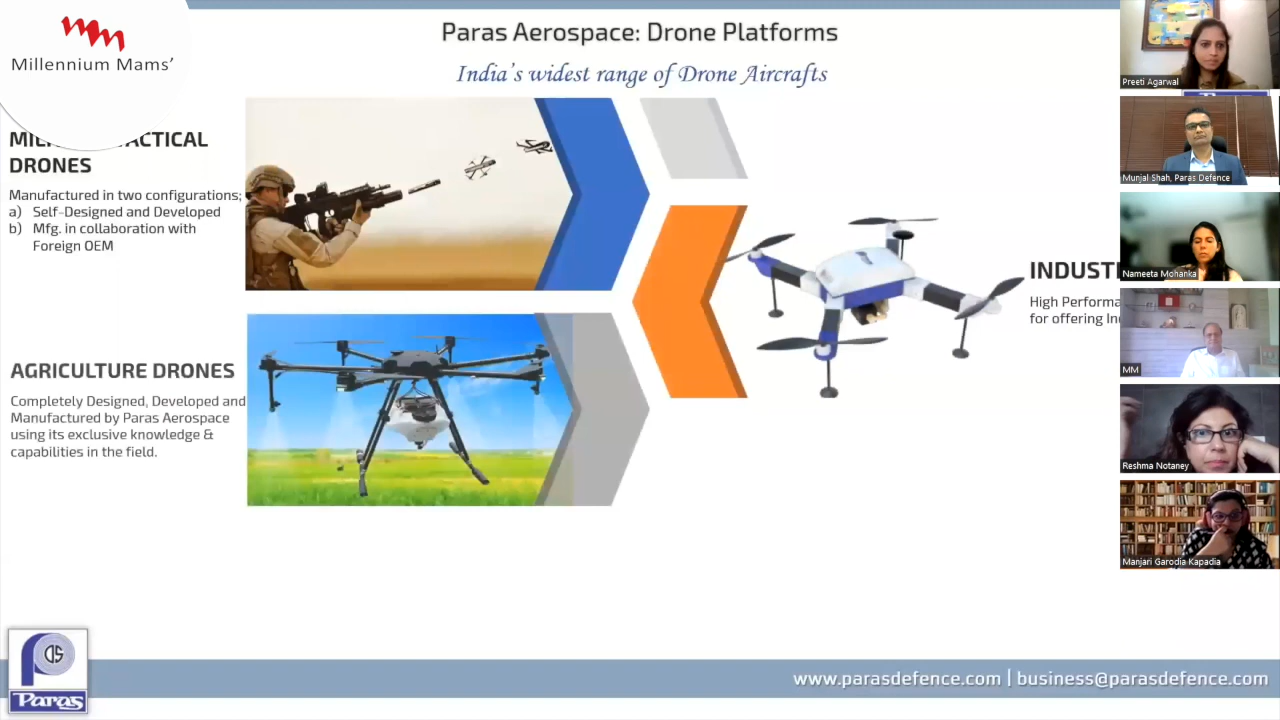 Millennium Mams'
Paras Aerospace: Drone Platforms
India's widest range of Drone Aircrafts
DRONES
Manufactured in two configurations;
a) Self-Designed and Developed
b) Mfg. in collaboration with
Foreign OEM
AGRICULTURE DRONES
Completely Designed, Developed and
Manufactured by Paras Aerospace
using its exclusive knowledge &
capabilities in the field.
High
for offering
Preeti Agarwal
Munjal Shah, Paras Defence
Nameeta Mohanka
MM
Reshma Notaney
Manjari Garodia Kapadia
Paras
www.parasdefence.com | business@parasdefence.com